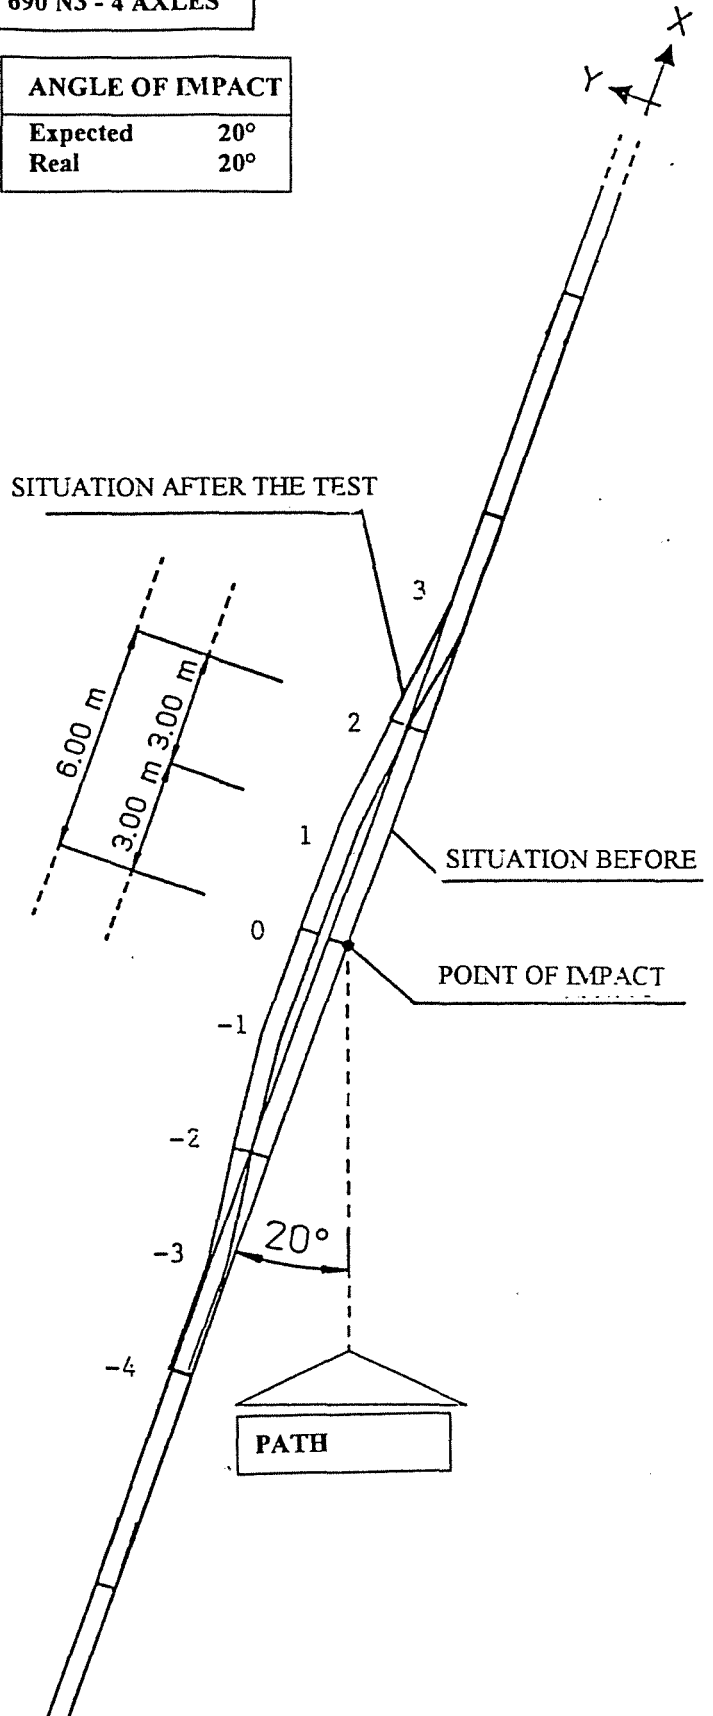 690 N3 - 4 AXLES
ANGLE OF IMPACT
Expected 20°
Real 20°
X
Y
SITUATION AFTER THE TEST
3
2
6.00 m
3.00 m
3.00 m
1
SITUATION BEFORE
0
POINT OF IMPACT
-1
-2
20°
-3
-4
PATH